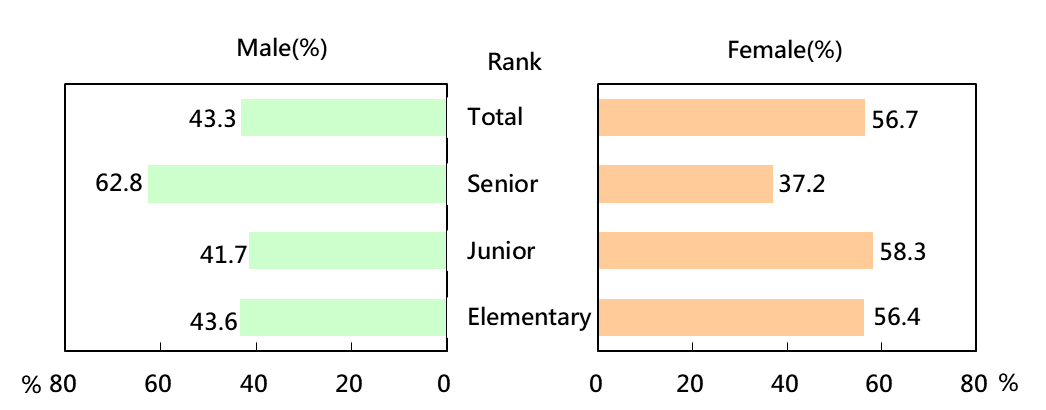 Male(%)
Rank
Female(%)
43.3
Total
56.7
62.8
Senior
37.2
41.7
Junior
58.3
43.6
Elementary
56.4
% 80 60 40 20 0
0 20 40 60 80 %